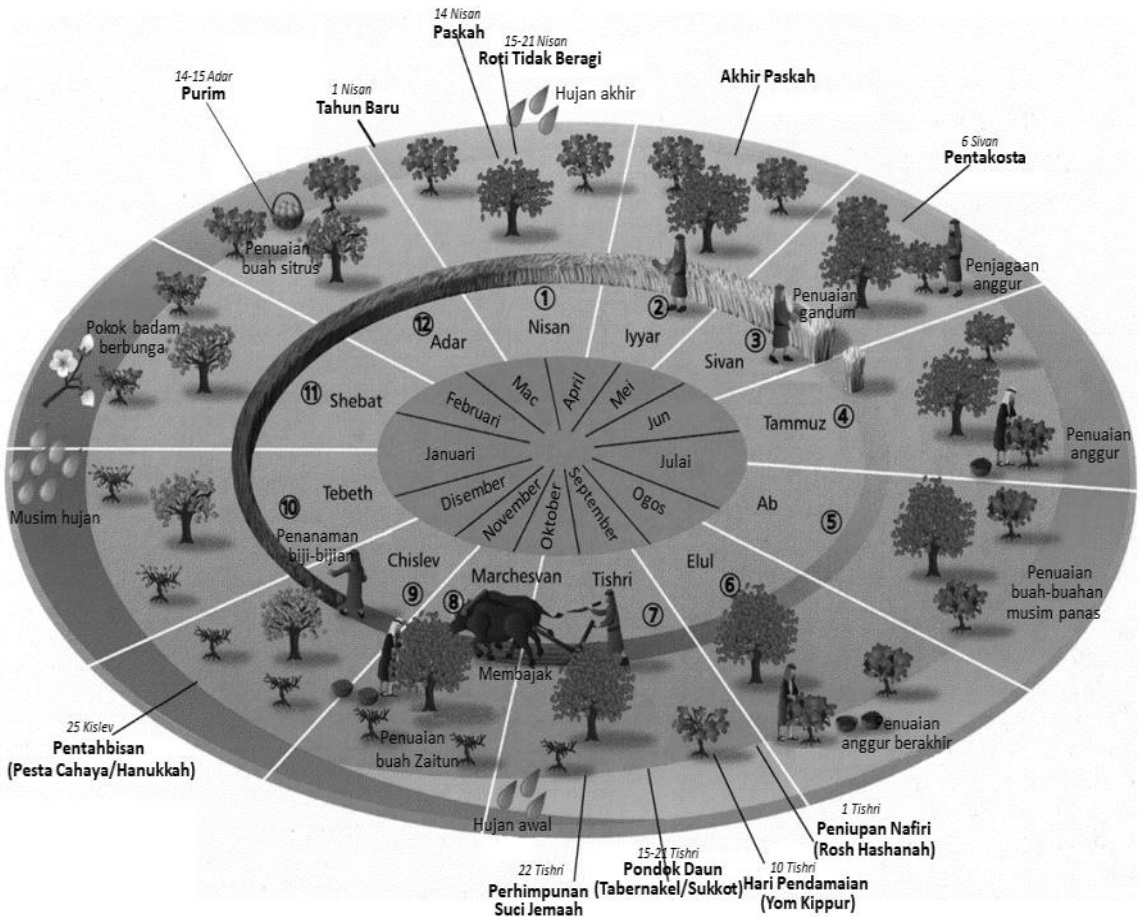 14 Nisan
Paskah
15-21 Nisan
Roti Tidak Beragi
14-15 Adar
Purim
1 Nisan
Tahun Baru
Hujan akhir
Akhir Paskah
6 Sivan
Pentakosta
Penuaian
buah sitrus
Penjagaan
anggur
Pokok badam
berbunga
Penuaian
gandum
① Nisan
② Iyyar
③ Sivan
④ Tammuz
⑤ Ab
⑥ Elul
⑦ Tishri
⑧ Marchesvan
⑨ Chislev
⑩ Tebeth
⑪ Shebat
⑫ Adar
Januari
Februari
Mac
April
Mei
Jun
Julai
Ogos
September
Oktober
November
Disember
Penuaian
anggur
Musim hujan
Penanaman
biji-bijian
Membajak
Penuaian
buah-buahan
musim panas
Penuaian
buah Zaitun
Penuaian
anggur berakhir
Hujan awal
25 Kislev
Pentahbisan
(Pesta Cahaya/Hanukkah)
22 Tishri
Perhimpunan
Suci Jemaah
15-21 Tishri
Pondok Daun
(Tabernakel/Sukkot)
10 Tishri
Hari Pendamaian
(Yom Kippur)
1 Tishri
Peniupan Nafiri
(Rosh Hashanah)